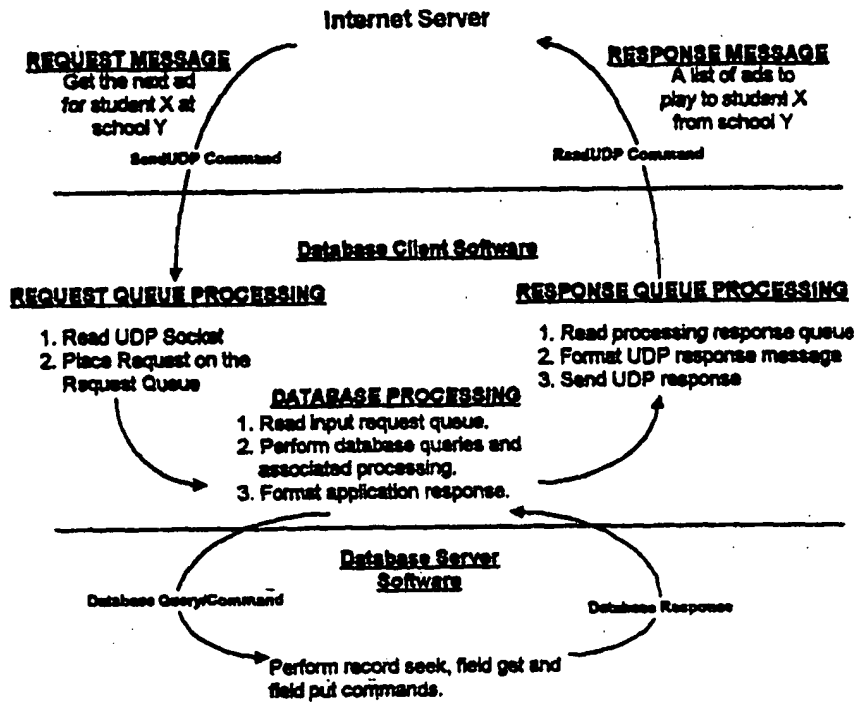 Internet Server
REQUEST MESSAGE
Get the next ad
for student X at
school Y
SendUDP Command
RESPONSE MESSAGE
A list of ads to
play to student X
from school Y
ReadUDP Command
Database Client Software
REQUEST QUEUE PROCESSING
1. Read UDP Socket
2. Place Request on the
Request Queue
RESPONSE QUEUE PROCESSING
1. Read processing response queue
2. Format UDP response message
3. Send UDP response
DATABASE PROCESSING
1. Read input request queue.
2. Perform database queries and
associated processing.
3. Format application response.
Database Server
Software
Database Query/Command
Database Response
Perform record seek, field get and
field put commands.